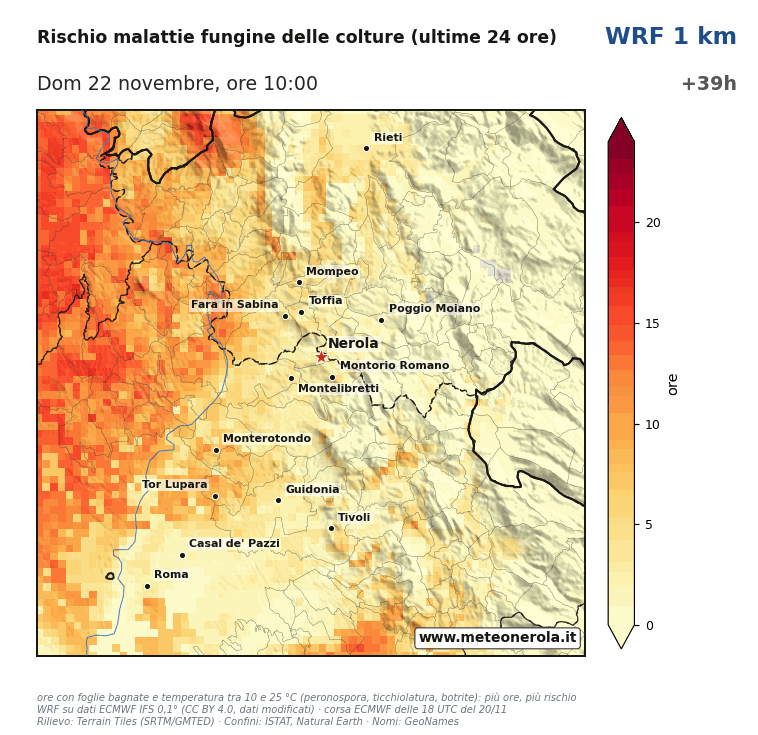 Rischio malattie fungine delle colture (ultime 24 ore)
WRF 1 km
Dom 22 novembre, ore 10:00
+39h
Rieti
Mompeo
Fara in Sabina
Toffia
Poggio Moiano
Nerola
Montorio Romano
Montelibretti
Monterotondo
Tor Lupara
Guidonia
Tivoli
Casal de' Pazzi
Roma
www.meteonerola.it
20
15
10
5
0
ore
ore con foglie bagnate e temperatura tra 10 e 25 °C (peronospora, ticchiolatura, botrite): più ore, più rischio
WRF su dati ECMWF IFS 0,1° (CC BY 4.0, dati modificati) · corsa ECMWF delle 18 UTC del 20/11
Rilievo: Terrain Tiles (SRTM/GMTED) · Confini: ISTAT, Natural Earth · Nomi: GeoNames